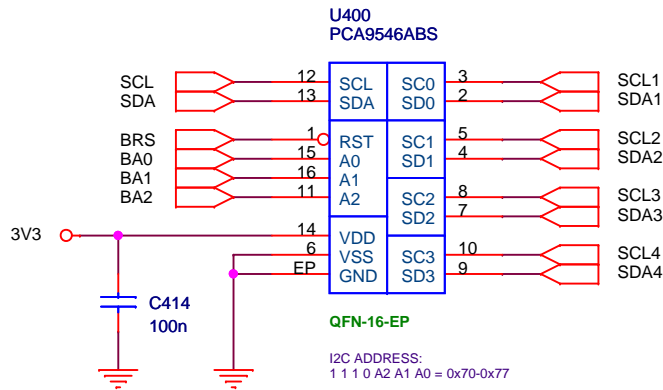 U400
PCA9546ABS
SCL 12 SCL SC0 3 SCL1
SDA 13 SDA SD0 2 SDA1
BRS 1 RST SC1 5 SCL2
BA0 15 A0 SD1 4 SDA2
BA1 16 A1
BA2 11 A2 SC2 8 SCL3
SD2 7 SDA3
3V3 14 VDD
6 VSS SC3 10 SCL4
EP GND SD3 9 SDA4
C414
100n
QFN-16-EP
I2C ADDRESS:
1 1 1 0 A2 A1 A0 = 0x70-0x77